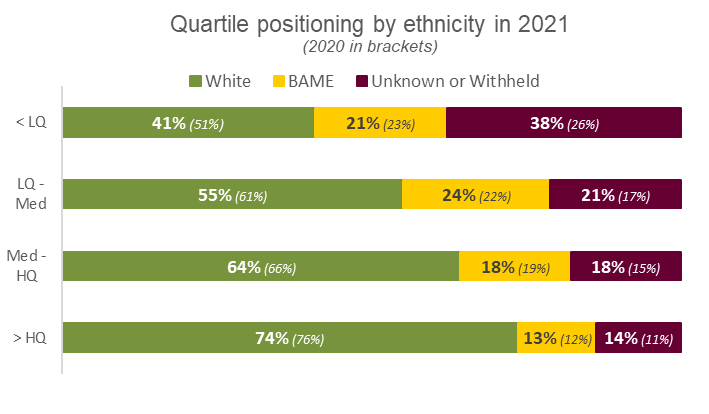 Quartile positioning by ethnicity in 2021
(2020 in brackets)
White BAME Unknown or Withheld
< LQ 41% (51%) 21% (23%) 38% (26%)
LQ -
Med 55% (61%) 24% (22%) 21% (17%)
Med -
HQ 64% (66%) 18% (19%) 18% (15%)
> HQ 74% (76%) 13% (12%) 14% (11%)